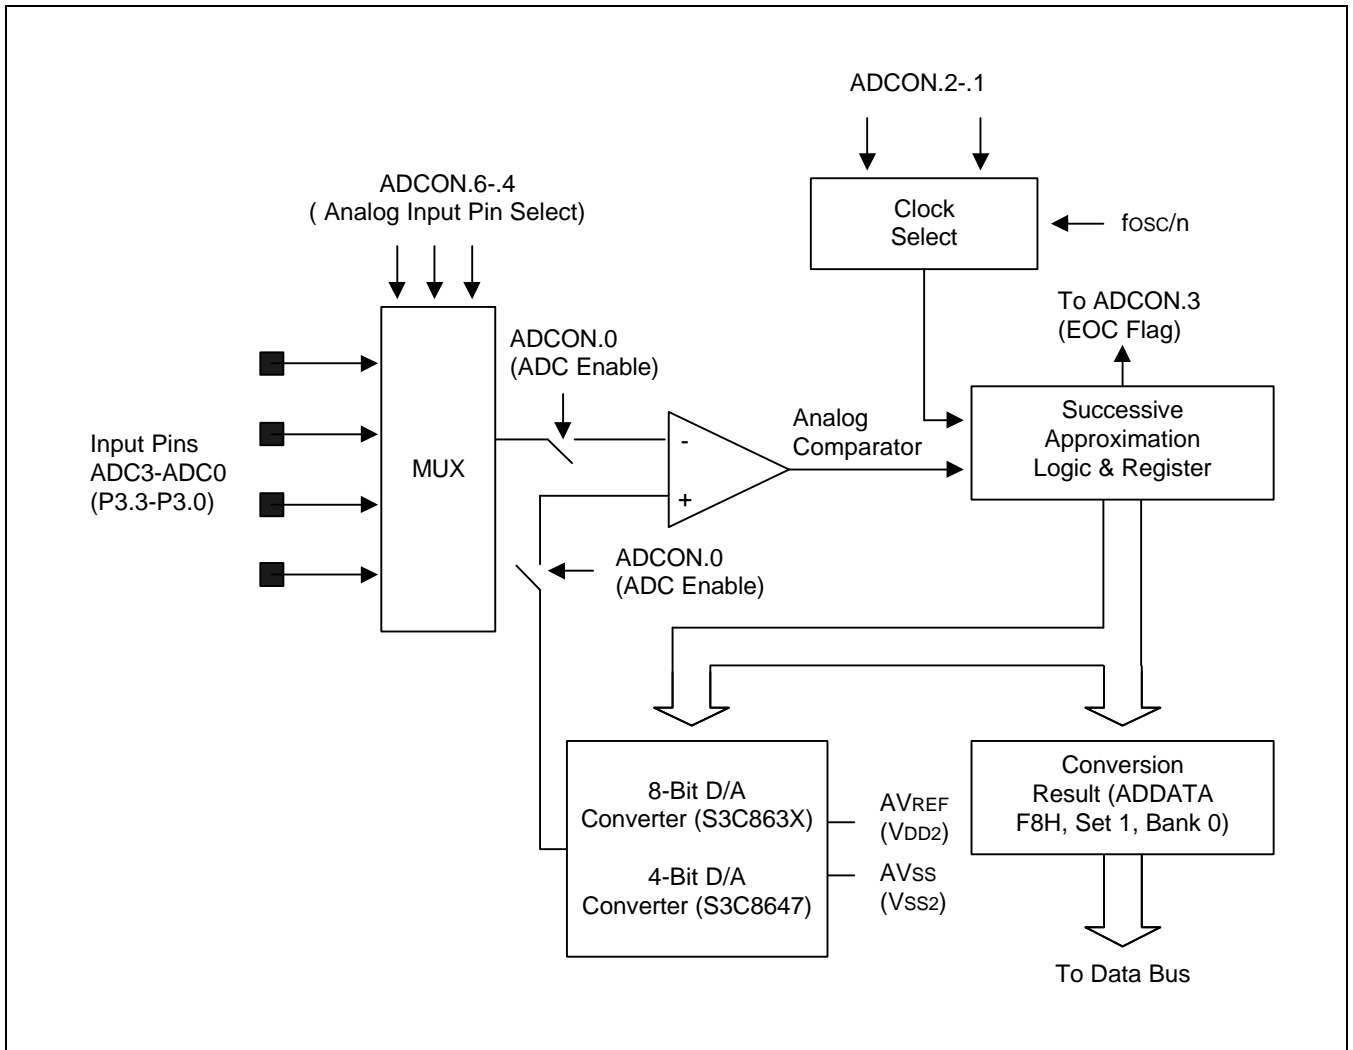 ADCON.2-.1
ADCON.6-.4
( Analog Input Pin Select)
Clock
Select
fosc/n
To ADCON.3
(EOC Flag)
ADCON.0
(ADC Enable)
Input Pins
ADC3-ADC0
(P3.3-P3.0)
MUX
-
+
Analog
Comparator
Successive
Approximation
Logic & Register
ADCON.0
(ADC Enable)
8-Bit D/A
Converter (S3C863X)
4-Bit D/A
Converter (S3C8647)
AVREF
(VDD2)
AVSS
(VSS2)
Conversion
Result (ADDATA
F8H, Set 1, Bank 0)
To Data Bus